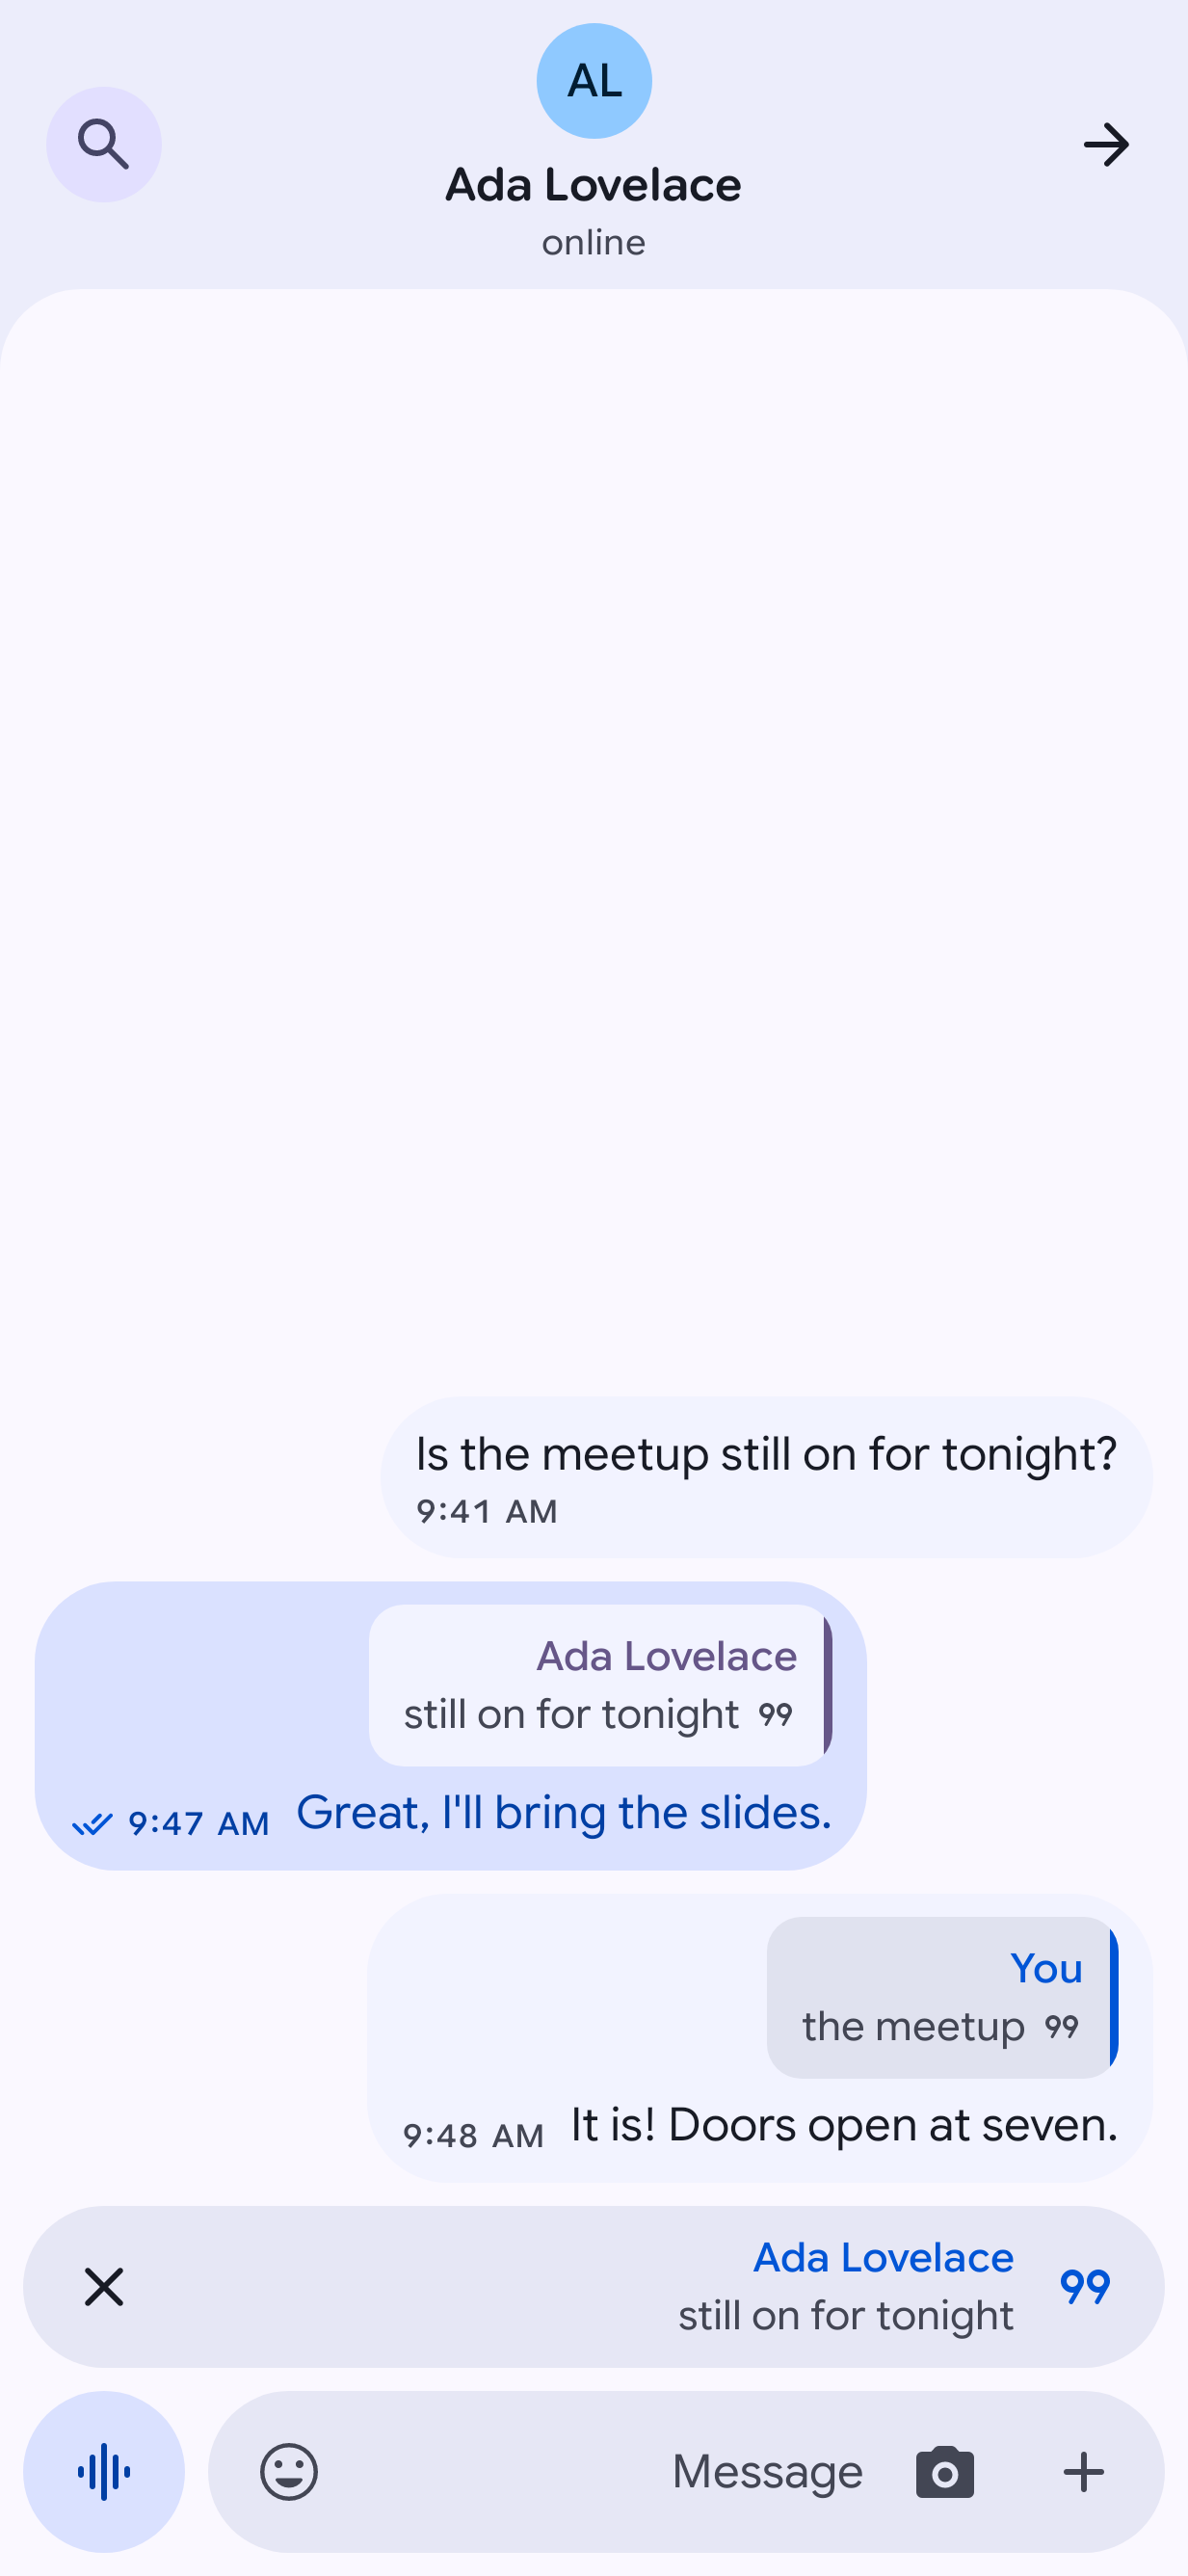 AL
Ada Lovelace
online
Is the meetup still on for tonight?
9:41 AM
Ada Lovelace
still on for tonight
Great, I'll bring the slides.
9:47 AM
You
the meetup
It is! Doors open at seven.
9:48 AM
Ada Lovelace
still on for tonight
Message